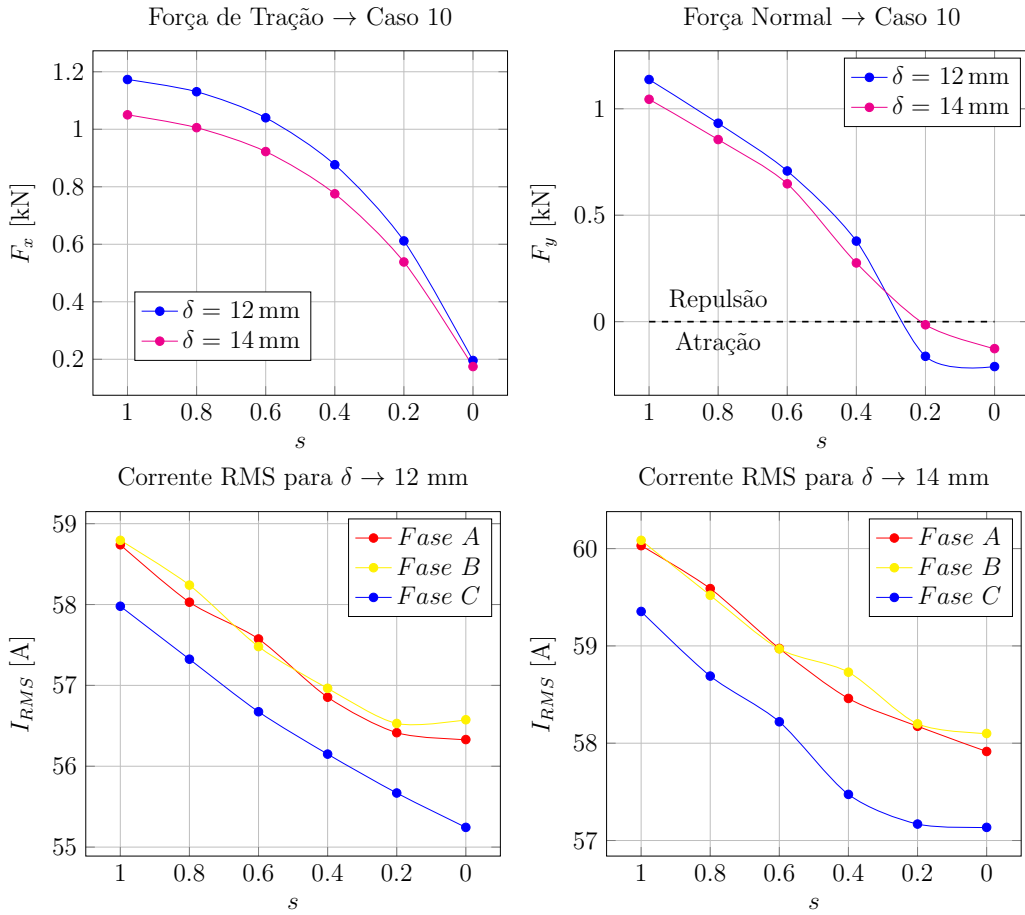 Força de Tração → Caso 10
1.2
1
0.8
0.6
0.4
0.2
F_x [kN]
δ = 12 mm
δ = 14 mm
1 0.8 0.6 0.4 0.2 0
s
Força Normal → Caso 10
1
0.5
0
F_y [kN]
δ = 12 mm
δ = 14 mm
Repulsão
Atração
1 0.8 0.6 0.4 0.2 0
s
Corrente RMS para δ → 12 mm
59
58
57
56
55
I_{RMS} [A]
Fase A
Fase B
Fase C
1 0.8 0.6 0.4 0.2 0
s
Corrente RMS para δ → 14 mm
60
59
58
57
I_{RMS} [A]
Fase A
Fase B
Fase C
1 0.8 0.6 0.4 0.2 0
s